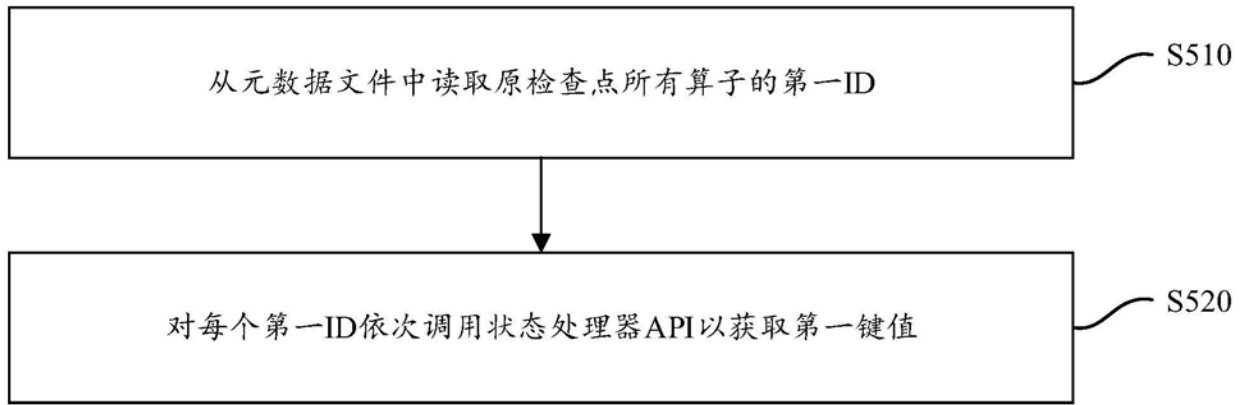 从元数据文件中读取原检查点所有算子的第一ID
S510
对每个第一ID依次调用状态处理器API以获取第一键值
S520